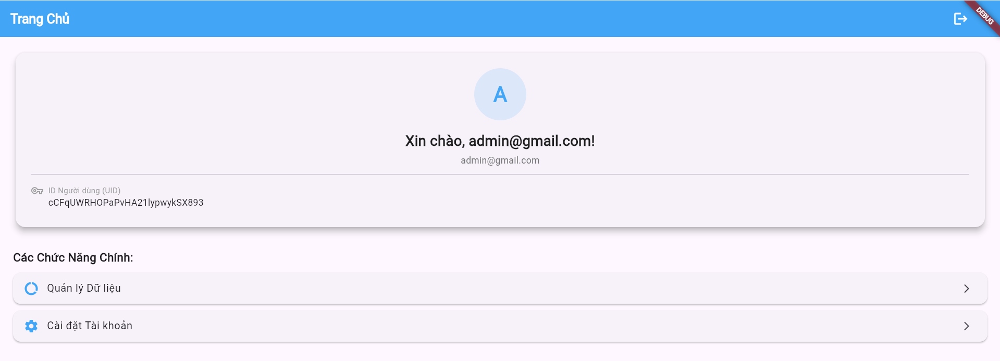 Trang Chủ
DEBUG
A
Xin chào, admin@gmail.com!
admin@gmail.com
ID Người dùng (UID)
cCFqUWRHOPaPvHA21lypwykSX893
Các Chức Năng Chính:
Quản lý Dữ liệu
Cài đặt Tài khoản